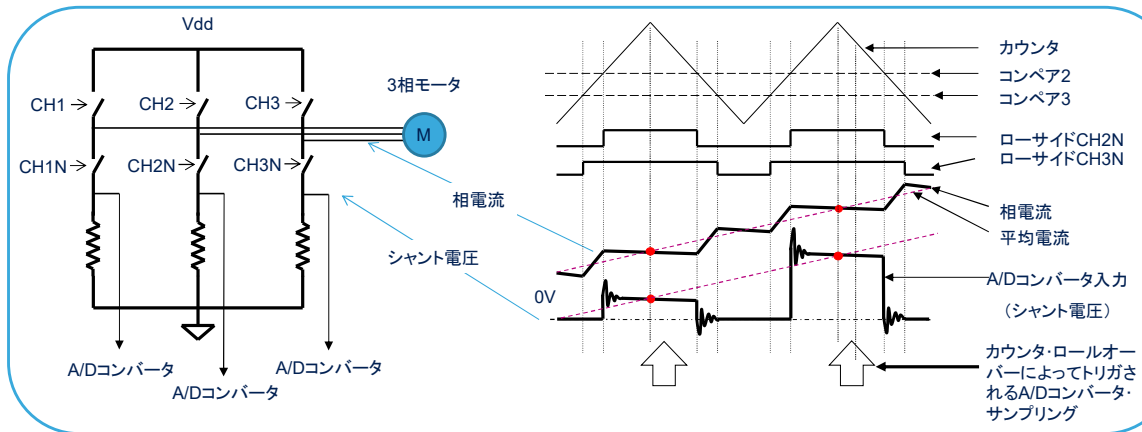 Vdd
CH1
CH2
CH3
3相モータ
M
CH1N
CH2N
CH3N
相電流
シャント電圧
A/Dコンバータ
A/Dコンバータ
A/Dコンバータ
0V
カウンタ
コンペア2
コンペア3
ローサイドCH2N
ローサイドCH3N
相電流
平均電流
A/Dコンバータ入力
(シャント電圧)
カウンタ・ロールオー
バーによってトリガさ
れるA/Dコンバータ・
サンプリング